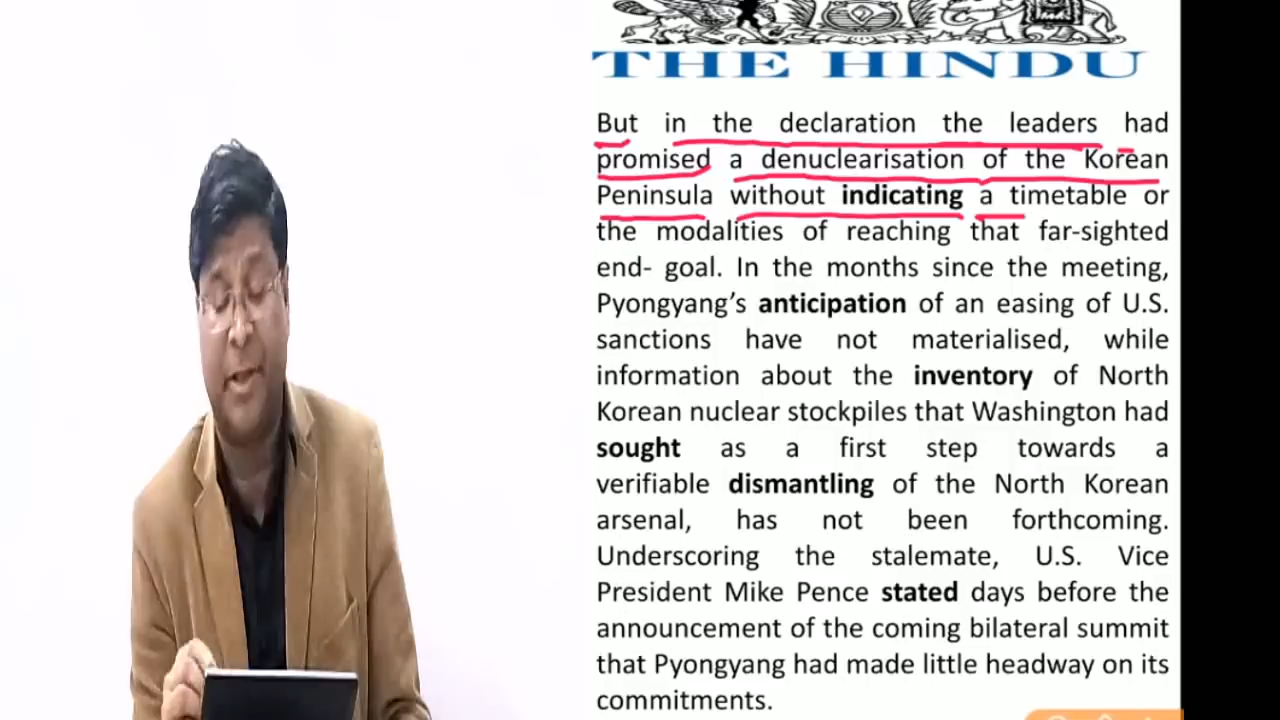 THE HINDU
But in the declaration the leaders had
promised a denuclearisation of the Korean
Peninsula without indicating a timetable or
the modalities of reaching that far-sighted
end- goal. In the months since the meeting,
Pyongyang’s anticipation of an easing of U.S.
sanctions have not materialised, while
information about the inventory of North
Korean nuclear stockpiles that Washington had
sought as a first step towards a
verifiable dismantling of the North Korean
arsenal, has not been forthcoming.
Underscoring the stalemate, U.S. Vice
President Mike Pence stated days before the
announcement of the coming bilateral summit
that Pyongyang had made little headway on its
commitments.